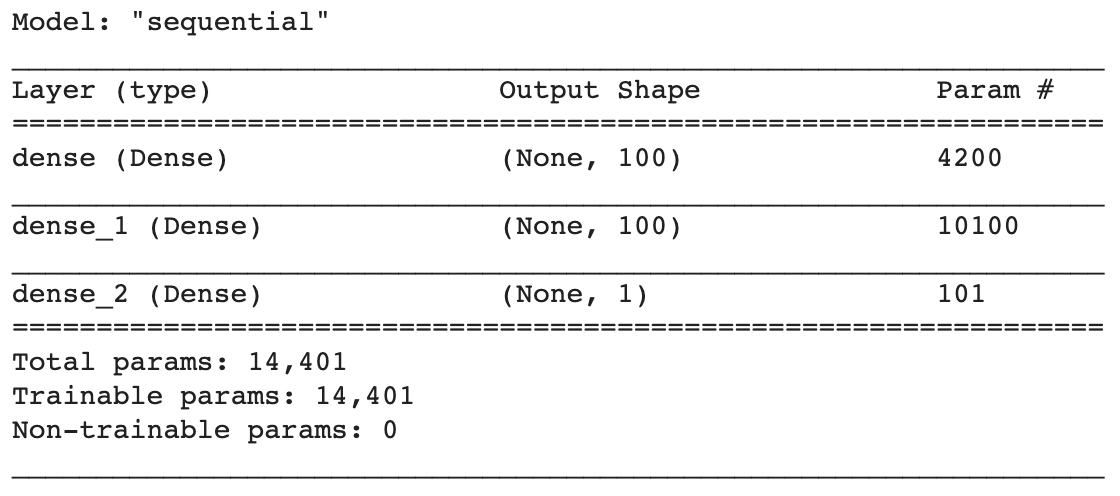 Model: "sequential"
Layer (type) Output Shape Param #
dense (Dense) (None, 100) 4200
dense_1 (Dense) (None, 100) 10100
dense_2 (Dense) (None, 1) 101
Total params: 14,401
Trainable params: 14,401
Non-trainable params: 0